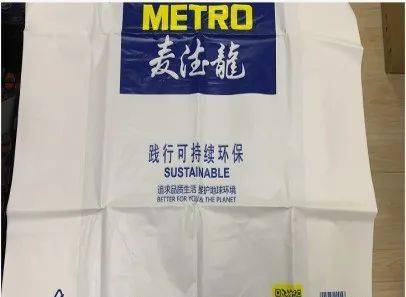 METRO
麦德龍
践行可持续环保
SUSTAINABLE
追求品质生活 维护地球环境
BETTER FOR YOU & THE PLANET